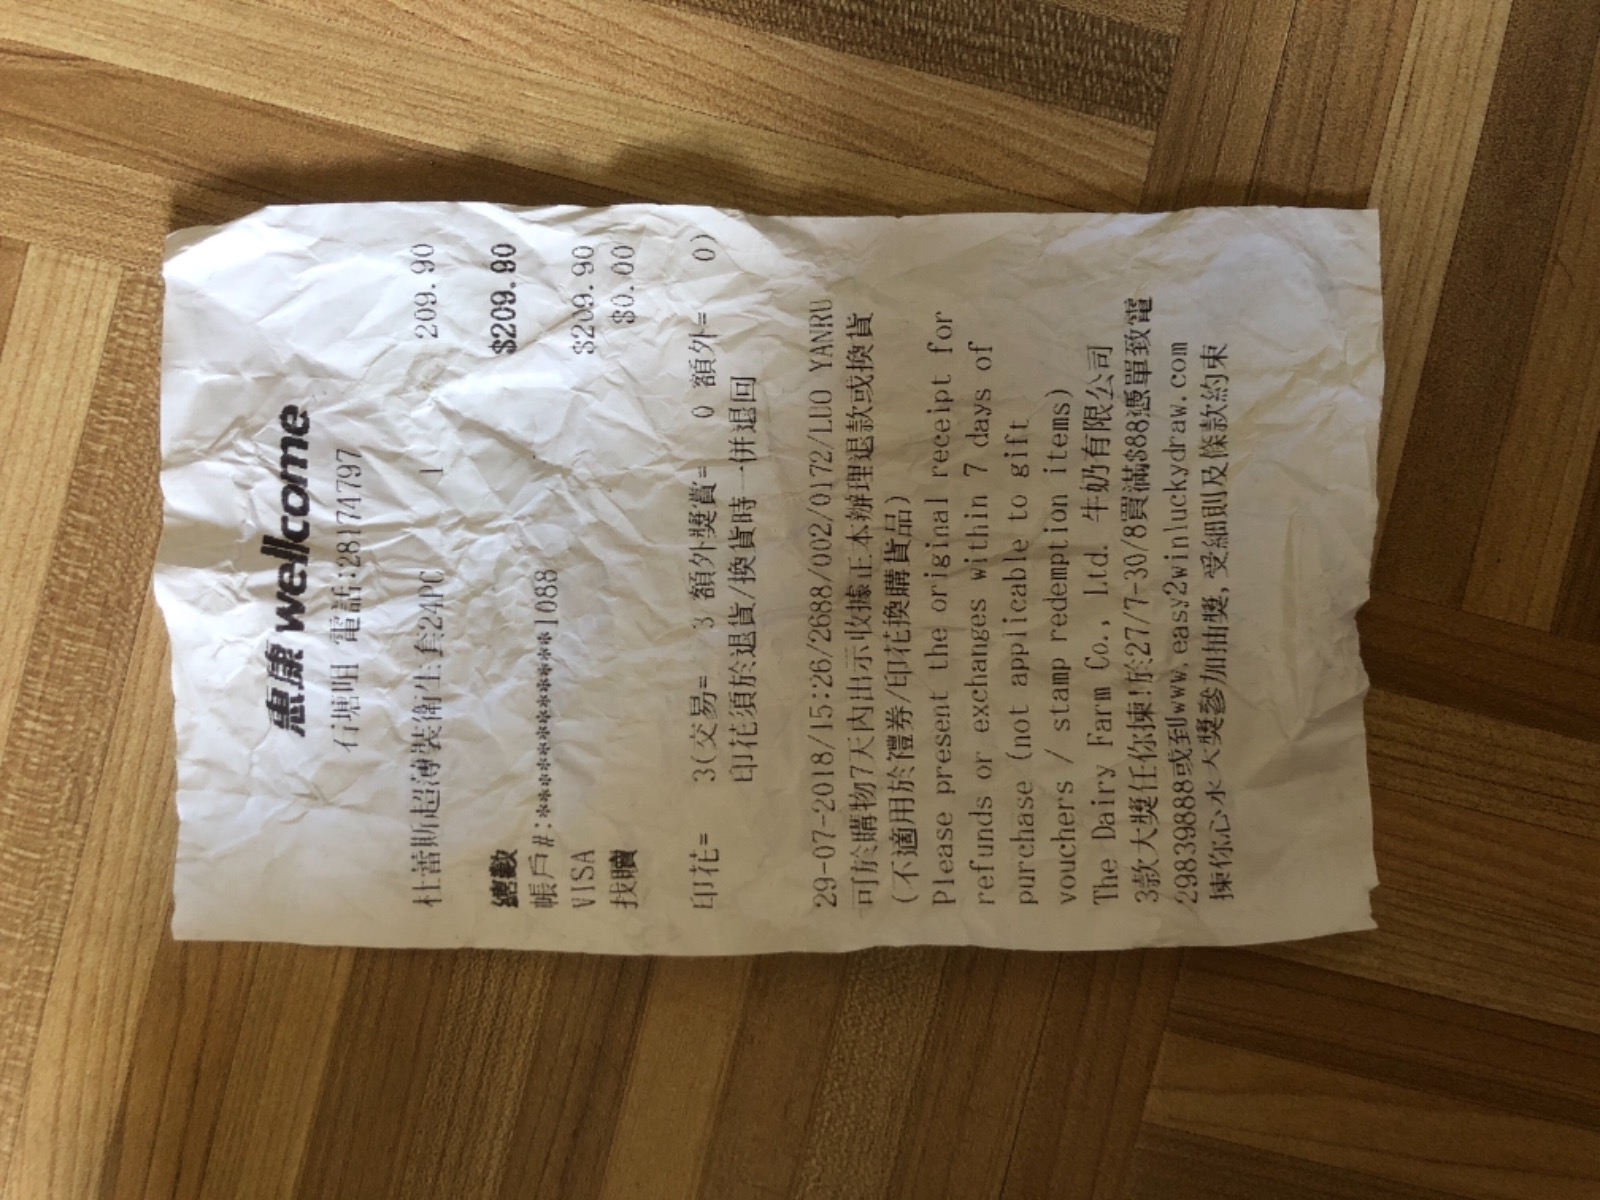 惠康 wellcome
石塘咀 電話:28174797
杜蕾斯超薄裝衛生套24PC 1 209.90
總數 $209.90
帳戶#:************1088
VISA $209.90
找贖 $0.00
印花= 3(交易= 3 額外獎賞= 0 額外= 0)
印花須於退貨/換貨時一併退回
29-07-2018/15:26/2688/002/0172/LUO YANRU
可於購物7天內出示收據正本辦理退款或換貨
(不適用於禮券/印花換購貨品)
Please present the original receipt for
refunds or exchanges within 7 days of
purchase (not applicable to gift
vouchers / stamp redemption items)
The Dairy Farm Co., Ltd. 牛奶有限公司
3款大獎任你揀!於27/7-30/8買滿$88憑單致電
29839888或到www.easy2winluckydraw.com
揀你心水大獎參加抽獎,受細則及條款約束